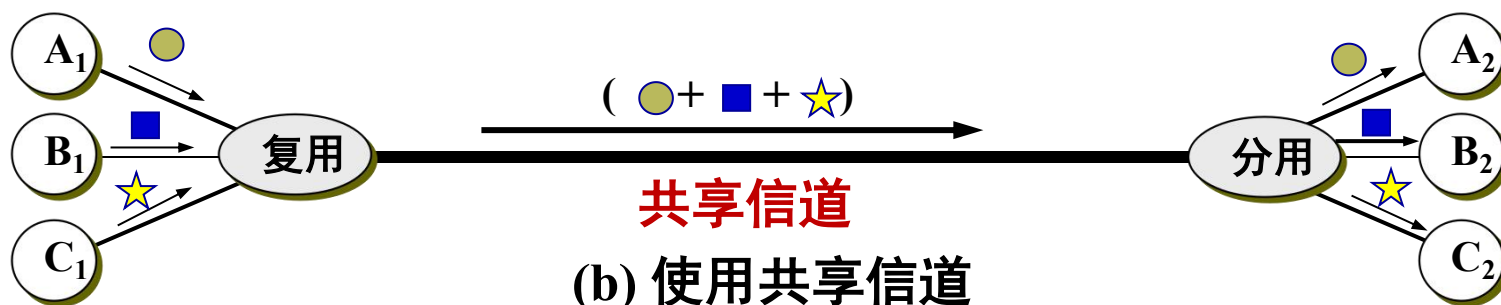 A₁
B₁
C₁
复用
( + + )
共享信道
分用
A₂
B₂
C₂
(b) 使用共享信道